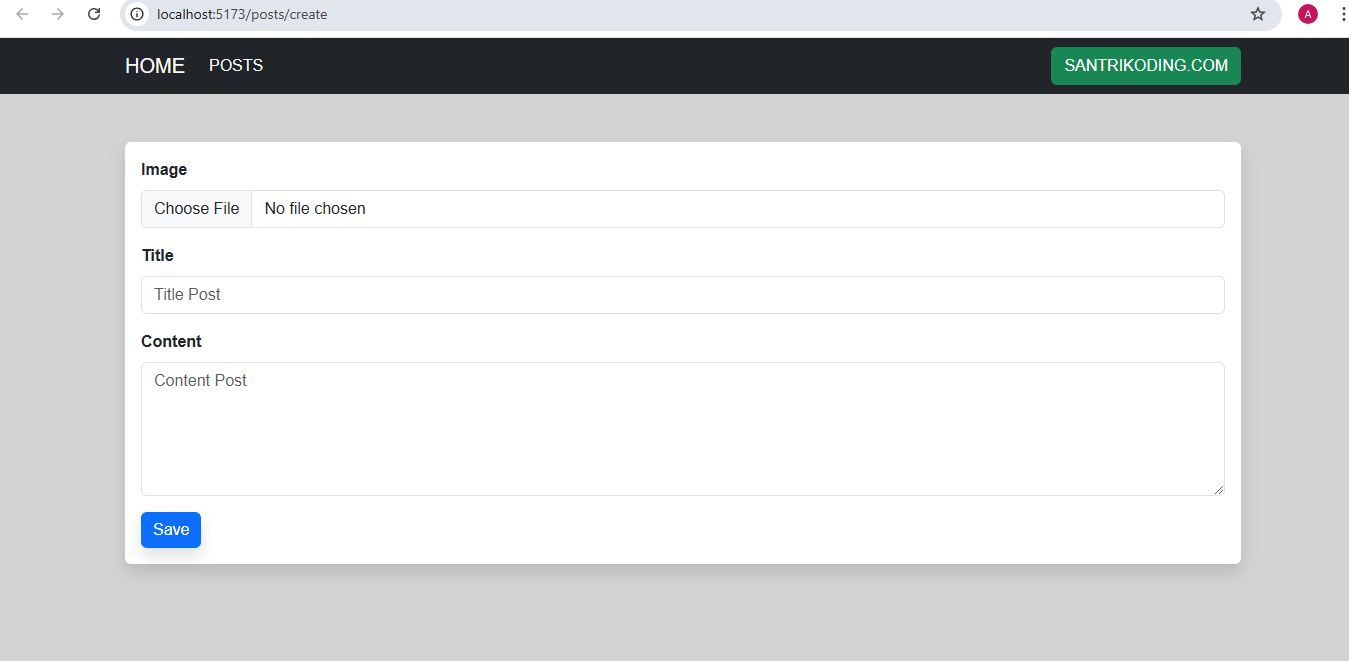 localhost:5173/posts/create
A
HOME POSTS SANTRIKODING.COM
Image
Choose File No file chosen
Title
Title Post
Content
Content Post
Save